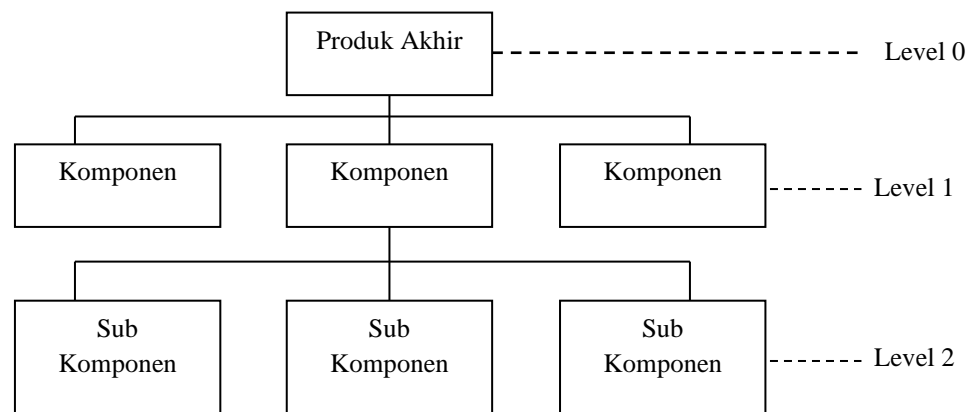 Produk Akhir
Level 0
Komponen
Komponen
Komponen
Level 1
Sub
Komponen
Sub
Komponen
Sub
Komponen
Level 2